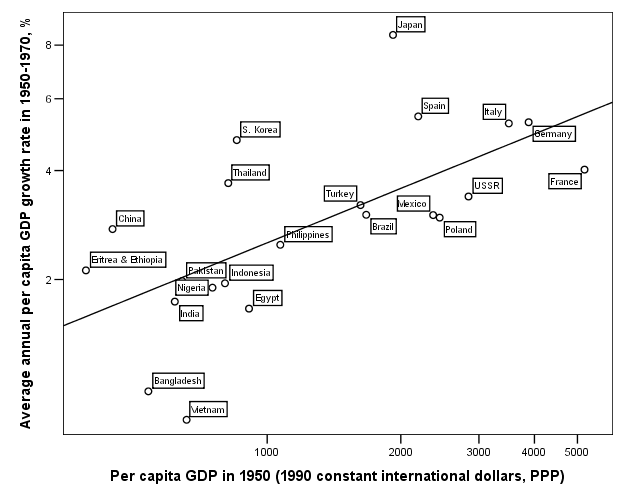 Average annual per capita GDP growth rate in 1950-1970, %
8
6
4
2
Japan
Spain
Italy
Germany
S. Korea
Thailand
France
USSR
Turkey
Mexico
China
Brazil
Poland
Philippines
Eritrea & Ethiopia
Pakistan
Indonesia
Nigeria
Egypt
India
Bangladesh
Vietnam
1000
2000
3000
4000
5000
Per capita GDP in 1950 (1990 constant international dollars, PPP)